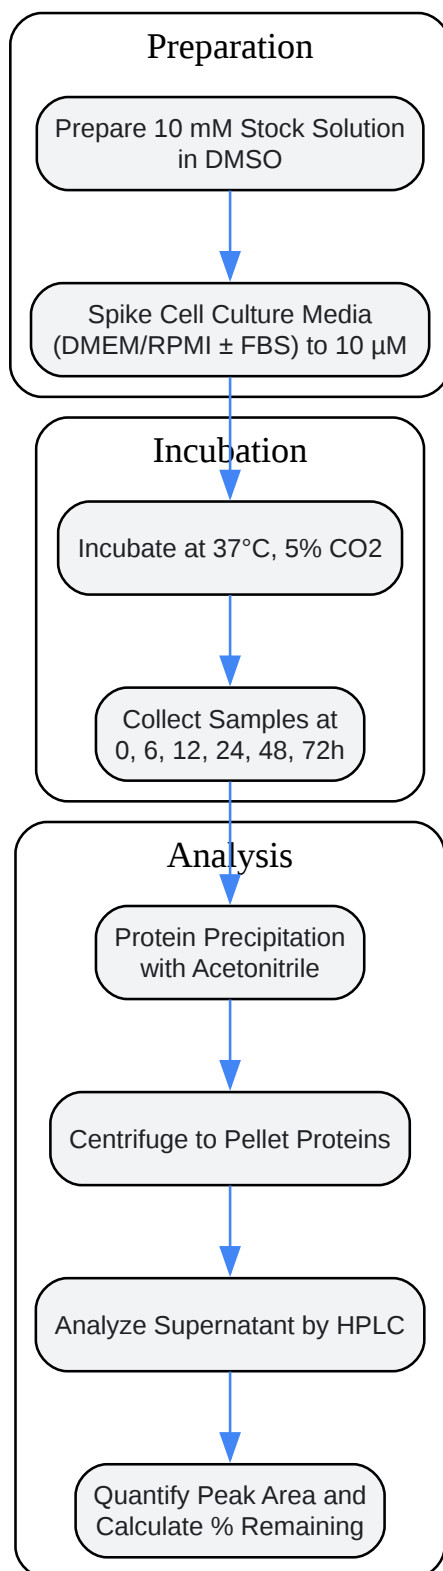 Preparation
Prepare 10 mM Stock Solution
in DMSO
Spike Cell Culture Media
(DMEM/RPMI ± FBS) to 10 µM
Incubation
Incubate at 37°C, 5% CO2
Collect Samples at
0, 6, 12, 24, 48, 72h
Analysis
Protein Precipitation
with Acetonitrile
Centrifuge to Pellet Proteins
Analyze Supernatant by HPLC
Quantify Peak Area and
Calculate % Remaining